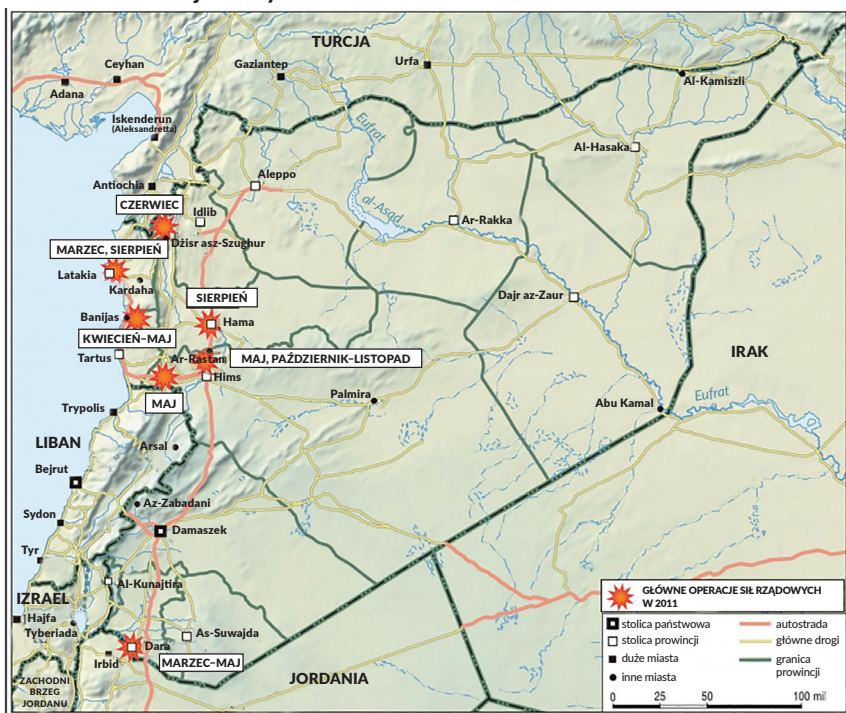 TURCJA
Ceyhan
Gaziantep
Urfa
Adana
Al-Kamiszli
Iskenderun
(Aleksandretta)
Eufrat
Al-Hasaka
Antiochia
Aleppo
CZERWIEC
Idlib
al-Asad
Ar-Rakka
Dżisr asz-Szughur
MARZEC, SIERPIEŃ
Latakia
Kardaha
SIERPIEŃ
Dajr az-Zaur
Banijas
Hama
KWIECIEŃ–MAJ
Tartus
Ar-Rastan
MAJ, PAŹDZIERNIK–LISTOPAD
IRAK
Hims
MAJ
Palmira
Eufrat
Abu Kamal
Trypolis
LIBAN
Arsal
Bejrut
Az-Zabadani
Sydon
Damaszek
Tyr
Al-Kunajtira
IZRAEL
Hajfa
Tyberiada
As-Suwajda
Dara
Irbid
MARZEC–MAJ
ZACHODNI
BRZEG
JORDANU
JORDANIA
GŁÓWNE OPERACJE SIŁ RZĄDOWYCH
W 2011
stolica państwowa
stolica prowincji
duże miasta
inne miasta
autostrada
główne drogi
granica
prowincji
0 25 50 100 mil